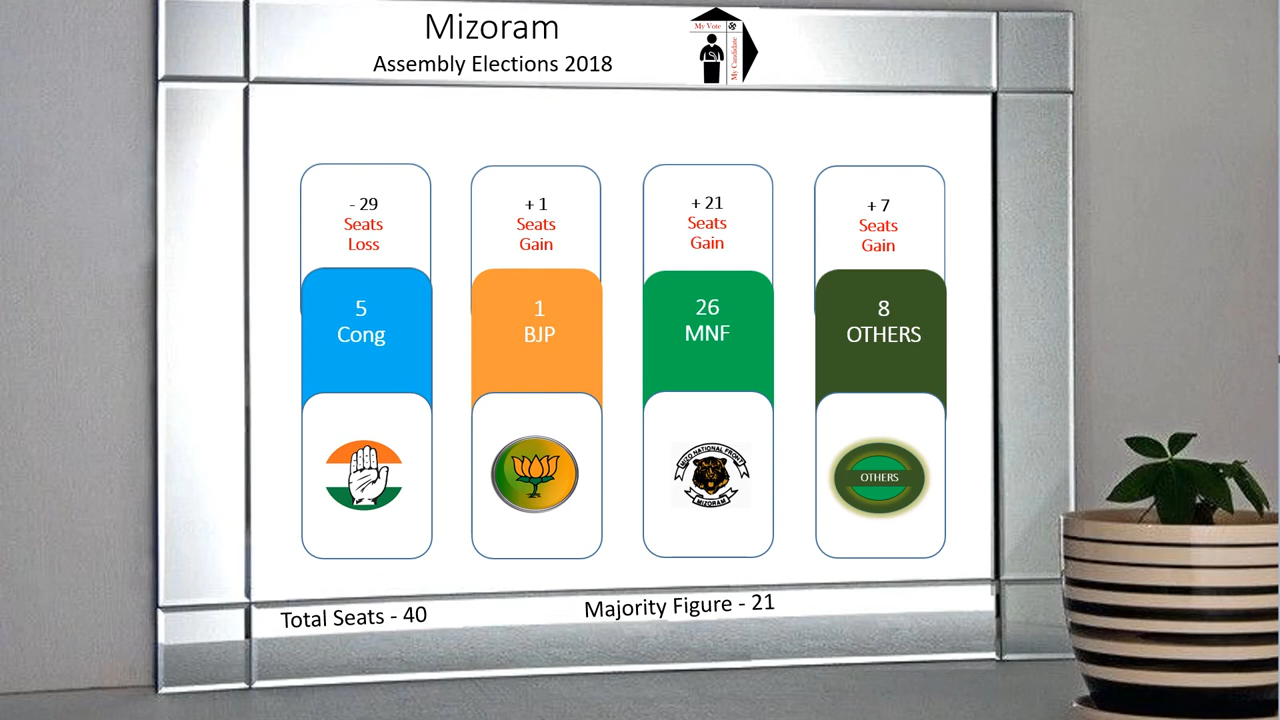 Mizoram
Assembly Elections 2018
My Vote
My Candidate
- 29
Seats
Loss
+ 1
Seats
Gain
+ 21
Seats
Gain
+ 7
Seats
Gain
5
Cong
1
BJP
26
MNF
8
OTHERS
MIZO NATIONAL FRONT
MIZORAM
OTHERS
Total Seats - 40
Majority Figure - 21